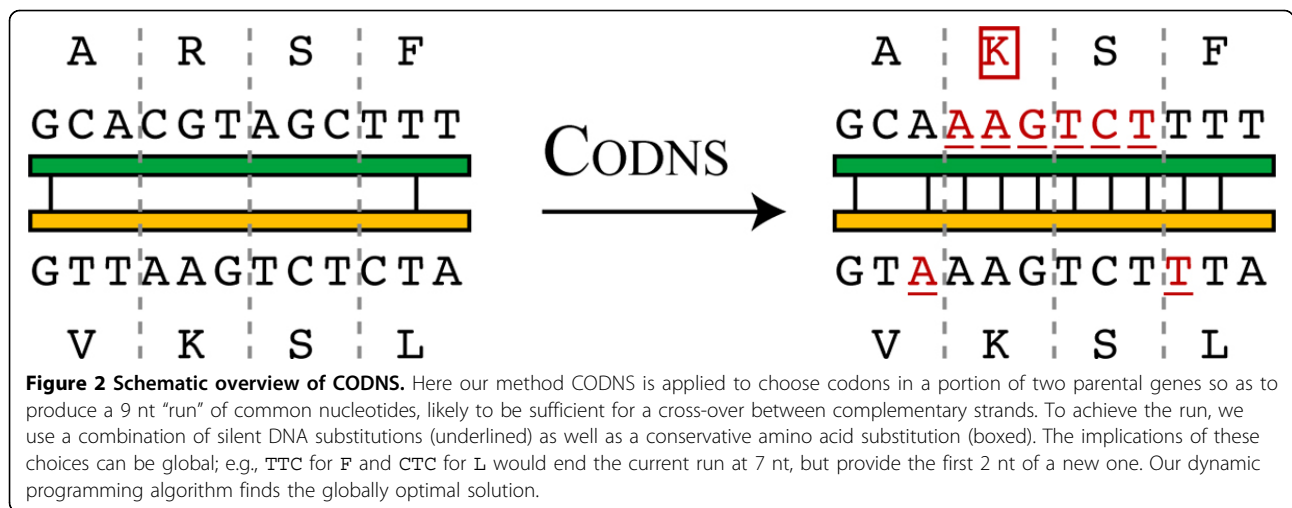 A R S F A K S F
GCACGTAGCTTT GCAAAGTCTTTT
CODNS
GTTAAGTCTCTA GTAAAGTCTTTA
V K S L V K S L
Figure 2 Schematic overview of CODNS. Here our method CODNS is applied to choose codons in a portion of two parental genes so as to
produce a 9 nt “run” of common nucleotides, likely to be sufficient for a cross-over between complementary strands. To achieve the run, we
use a combination of silent DNA substitutions (underlined) as well as a conservative amino acid substitution (boxed). The implications of these
choices can be global; e.g., TTC for F and CTC for L would end the current run at 7 nt, but provide the first 2 nt of a new one. Our dynamic
programming algorithm finds the globally optimal solution.